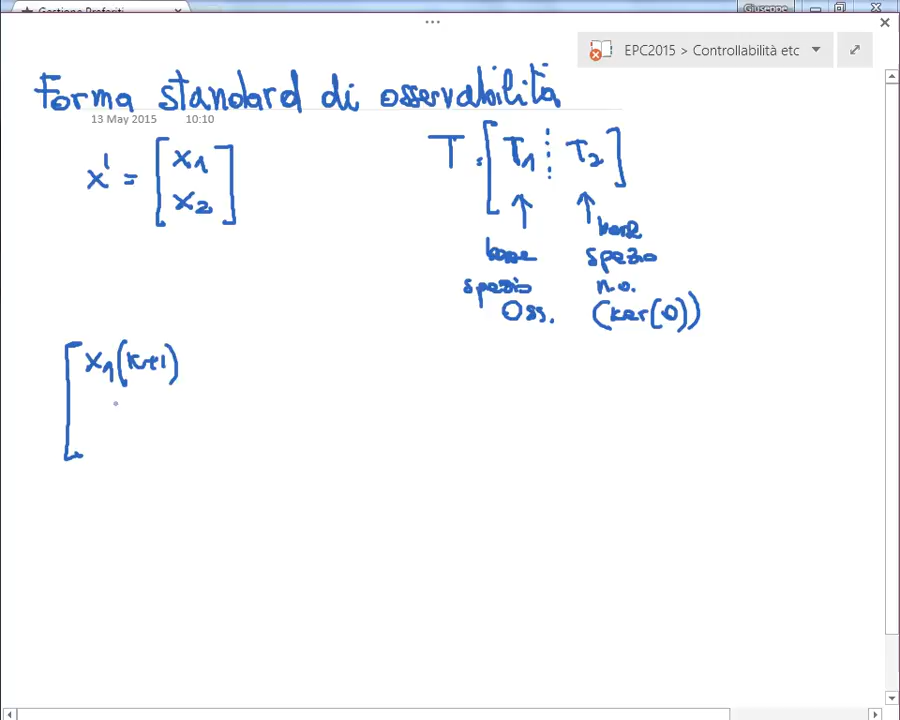 Gestione Preferiti
Giuseppe
EPC2015 > Controllabilità etc
Forma standard di osservabilità
13 May 2015 10:10
x' = [x1 x2]
T = [T1 ⋮ T2]
base
spazio
Oss.
base
spazio
n.o.
(ker(O))
[x1(k+1)